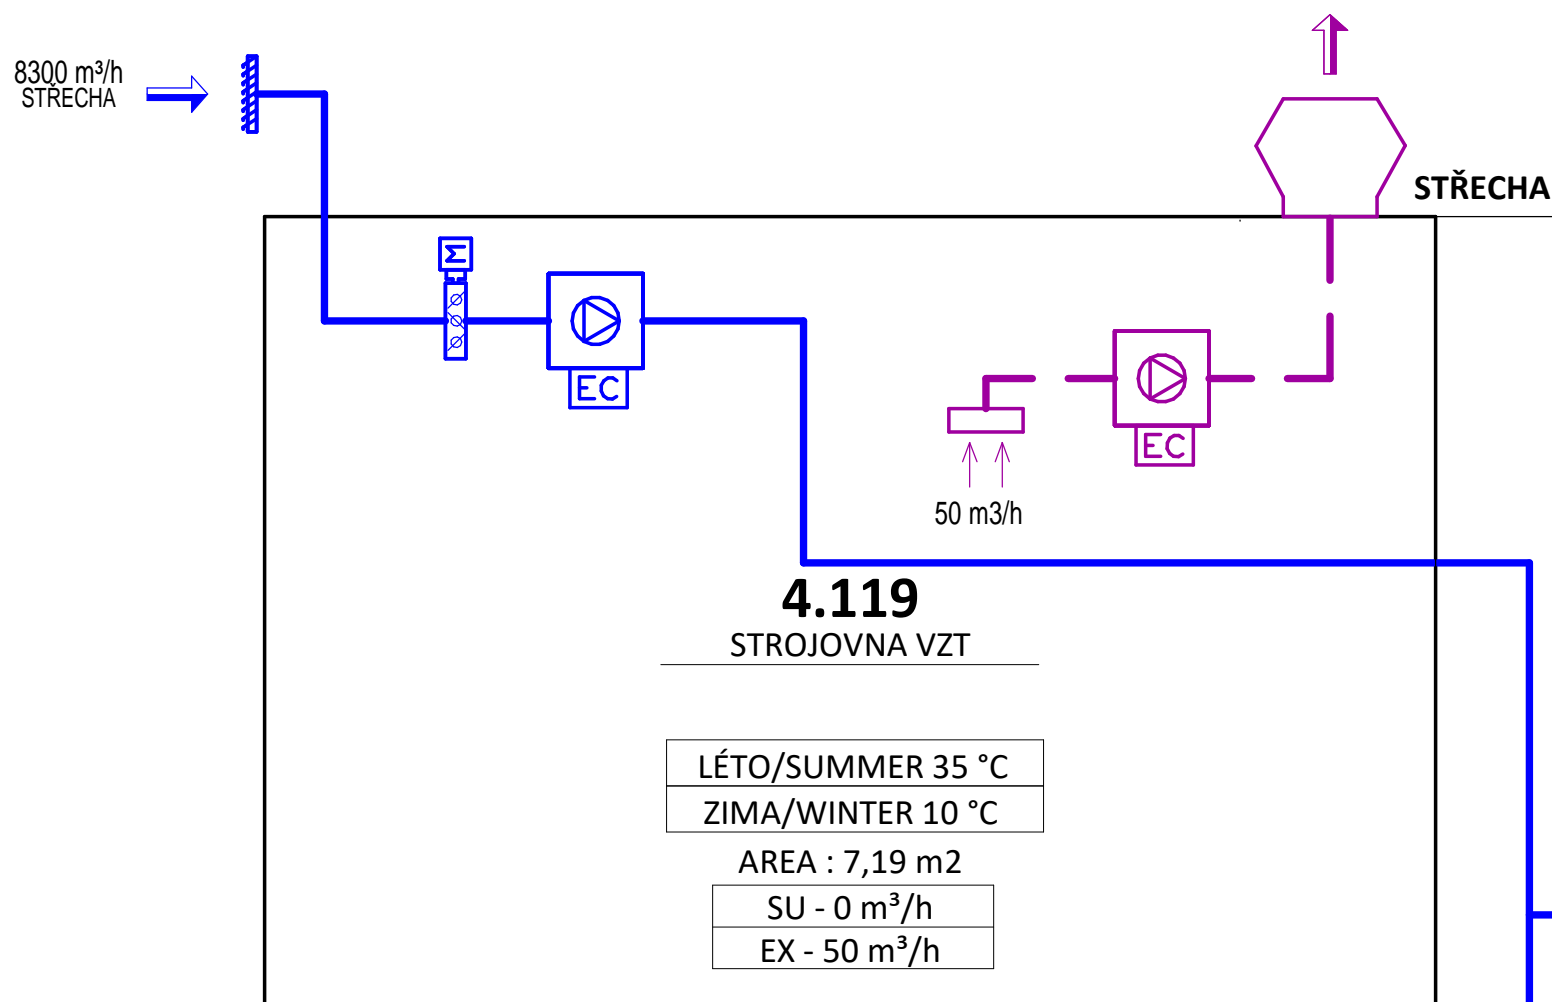 8300 m³/h
STŘECHA
STŘECHA
Σ
EC
EC
50 m3/h
4.119
STROJOVNA VZT
LÉTO/SUMMER 35 °C
ZIMA/WINTER 10 °C
AREA : 7,19 m2
SU - 0 m³/h
EX - 50 m³/h